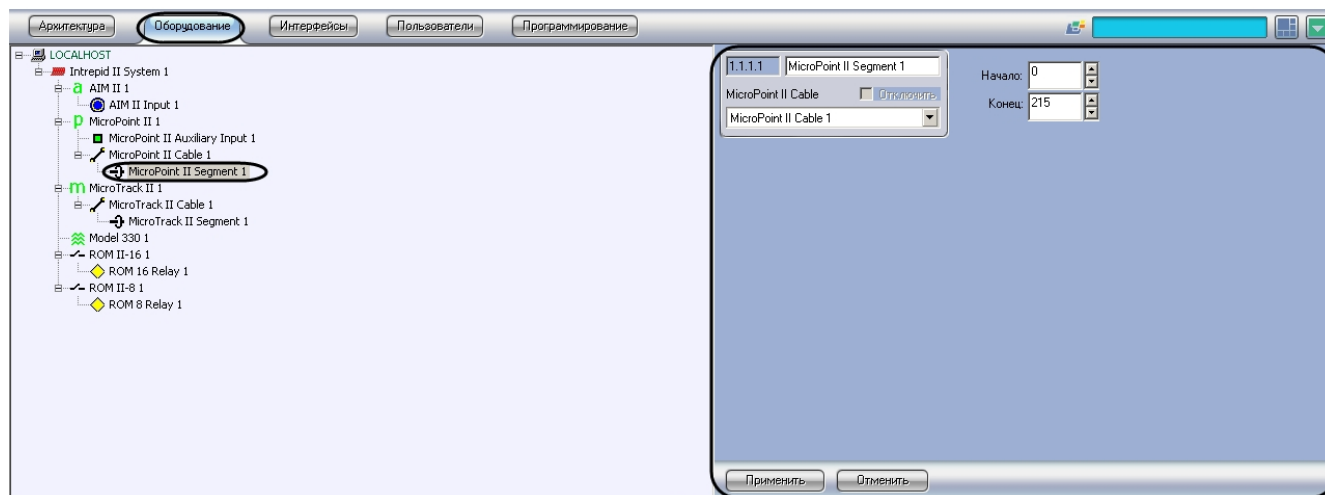 Архитектура Оборудование Интерфейсы Пользователи Программирование
LOCALHOST
Intrepid II System 1
AIM II 1
AIM II Input 1
MicroPoint II 1
MicroPoint II Auxiliary Input 1
MicroPoint II Cable 1
MicroPoint II Segment 1
MicroTrack II 1
MicroTrack II Cable 1
MicroTrack II Segment 1
Model 330 1
ROM II-16 1
ROM 16 Relay 1
ROM II-8 1
ROM 8 Relay 1
1.1.1.1 MicroPoint II Segment 1
MicroPoint II Cable Отключить
MicroPoint II Cable 1
Начало: 0
Конец: 215
Применить Отменить